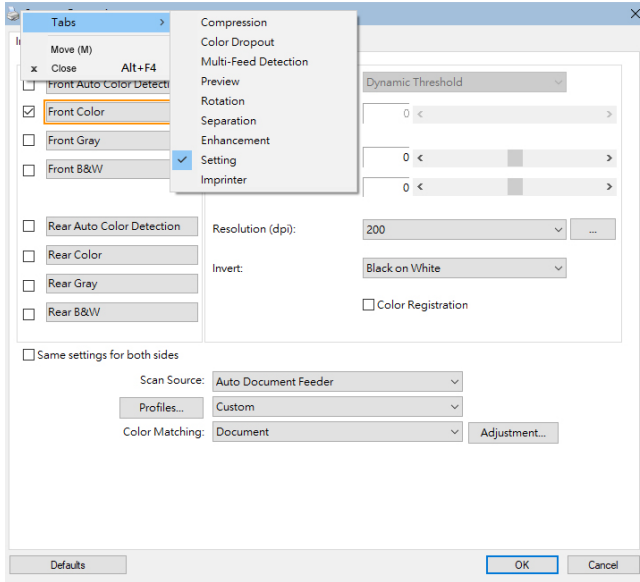 Tabs
Move (M)
x Close Alt+F4
Compression
Color Dropout
Multi-Feed Detection
Preview
Rotation
Separation
Enhancement
Setting
Imprinter
Front Auto Color Detecti
Front Color
Front Gray
Front B&W
Rear Auto Color Detection
Rear Color
Rear Gray
Rear B&W
Dynamic Threshold
0
0
0
Resolution (dpi): 200 ...
Invert: Black on White
Color Registration
Same settings for both sides
Scan Source: Auto Document Feeder
Profiles... Custom
Color Matching: Document Adjustment...
Defaults OK Cancel